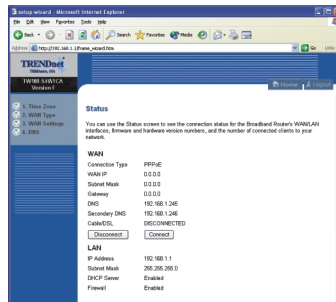 setup wizard - Microsoft Internet Explorer
File Edit View Favorites Tools Help
Back Search Favorites Media
Address http://192.168.1.1/frame_wizard.htm Go Links
TRENDnet
TRENDware, USA
TW100-S4W1CA
Version F
Home Logout
1. Time Zone
2. WAN Type
3. WAN Settings
4. DNS
Status
You can use the Status screen to see the connection status for the Broadband Router's WAN/LAN
interfaces, firmware and hardware version numbers, and the number of connected clients to your
network.
WAN
Connection Type PPPoE
WAN IP 0.0.0.0
Subnet Mask 0.0.0.0
Gateway 0.0.0.0
DNS 192.168.1.245
Secondary DNS 192.168.1.246
Cable/DSL DISCONNECTED
Disconnect Connect
LAN
IP Address 192.168.1.1
Subnet Mask 255.255.255.0
DHCP Server Enabled
Firewall Enabled